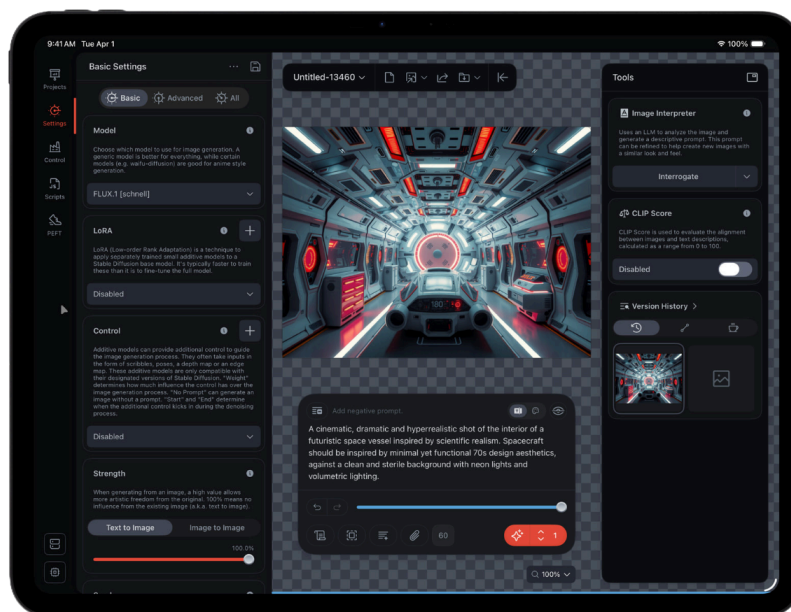 9:41 AM Tue Apr 1
100%
Projects
Settings
Control
Scripts
PEFT
Basic Settings
Basic
Advanced
All
Model
Choose which model to use for image generation. A
generic model is better for everything, while certain
models (e.g. waifu-diffusion) are good for anime style
generation.
FLUX.1 [schnell]
LoRA
LoRA (Low-order Rank Adaptation) is a technique to
apply separately trained small additive models to a
Stable Diffusion base model. It's typically faster to train
these than it is to fine-tune the full model.
Disabled
Control
Additive models can provide additional control to guide
the image generation process. They often take inputs in
the form of scribbles, poses, a depth map or an edge
map. These additive models are only compatible with
their designated versions of Stable Diffusion. "Weight"
determines how much influence the control has over the
image generation process. "No Prompt" can generate an
image without a prompt. "Start" and "End" determine
when the additional control kicks in during the denoising
process.
Disabled
Strength
When generating from an image, a high value allows
more artistic freedom from the original. 100% means no
influence from the existing image (a.k.a. text to image).
Text to Image
Image to Image
100.0%
Untitled-13460
180
Add negative prompt.
A cinematic, dramatic and hyperrealistic shot of the interior of a
futuristic space vessel inspired by scientific realism. Spacecraft
should be inspired by minimal yet functional 70s design aesthetics,
against a clean and sterile background with neon lights and
volumetric lighting.
60
1
100%
Tools
Image Interpreter
Uses an LLM to analyze the image and
generate a descriptive prompt. This prompt
can be refined to help create new images with
a similar look and feel.
Interrogate
CLIP Score
CLIP Score is used to evaluate the alignment
between images and text descriptions,
calculated as a range from 0 to 100.
Disabled
Version History